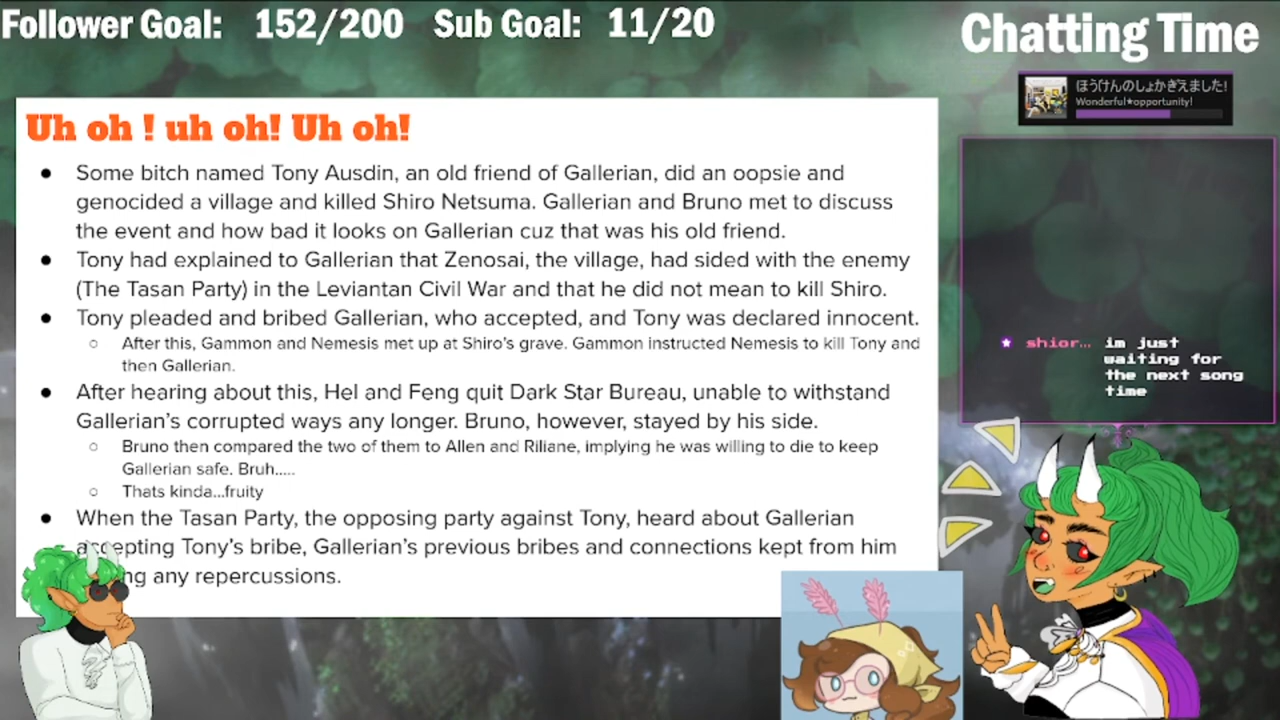 Follower Goal: 152/200 Sub Goal: 11/20
Chatting Time
ぼうけんのしょがきえました!
Wonderful★opportunity!
Uh oh ! uh oh! Uh oh!
● Some bitch named Tony Ausdin, an old friend of Gallerian, did an oopsie and
genocided a village and killed Shiro Netsuma. Gallerian and Bruno met to discuss
the event and how bad it looks on Gallerian cuz that was his old friend.
● Tony had explained to Gallerian that Zenosai, the village, had sided with the enemy
(The Tasan Party) in the Leviantan Civil War and that he did not mean to kill Shiro.
● Tony pleaded and bribed Gallerian, who accepted, and Tony was declared innocent.
○ After this, Gammon and Nemesis met up at Shiro's grave. Gammon instructed Nemesis to kill Tony and
then Gallerian.
● After hearing about this, Hel and Feng quit Dark Star Bureau, unable to withstand
Gallerian's corrupted ways any longer. Bruno, however, stayed by his side.
○ Bruno then compared the two of them to Allen and Riliane, implying he was willing to die to keep
Gallerian safe. Bruh.....
○ Thats kinda...fruity
● When the Tasan Party, the opposing party against Tony, heard about Gallerian
accepting Tony's bribe, Gallerian's previous bribes and connections kept from him
ng any repercussions.
shior... im just
waiting for
the next song
time